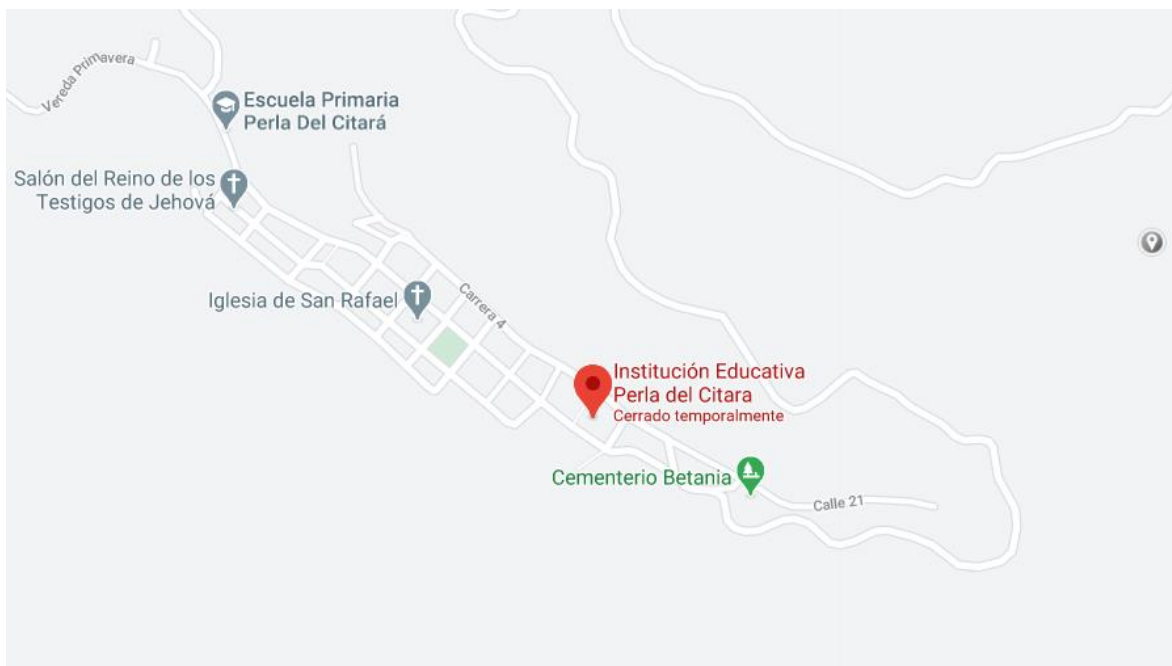 Vereda Primavera
Escuela Primaria
Perla Del Citará
Salón del Reino de los
Testigos de Jehová
Iglesia de San Rafael
Carrera 4
Institución Educativa
Perla del Citara
Cerrado temporalmente
Cementerio Betania
Calle 21